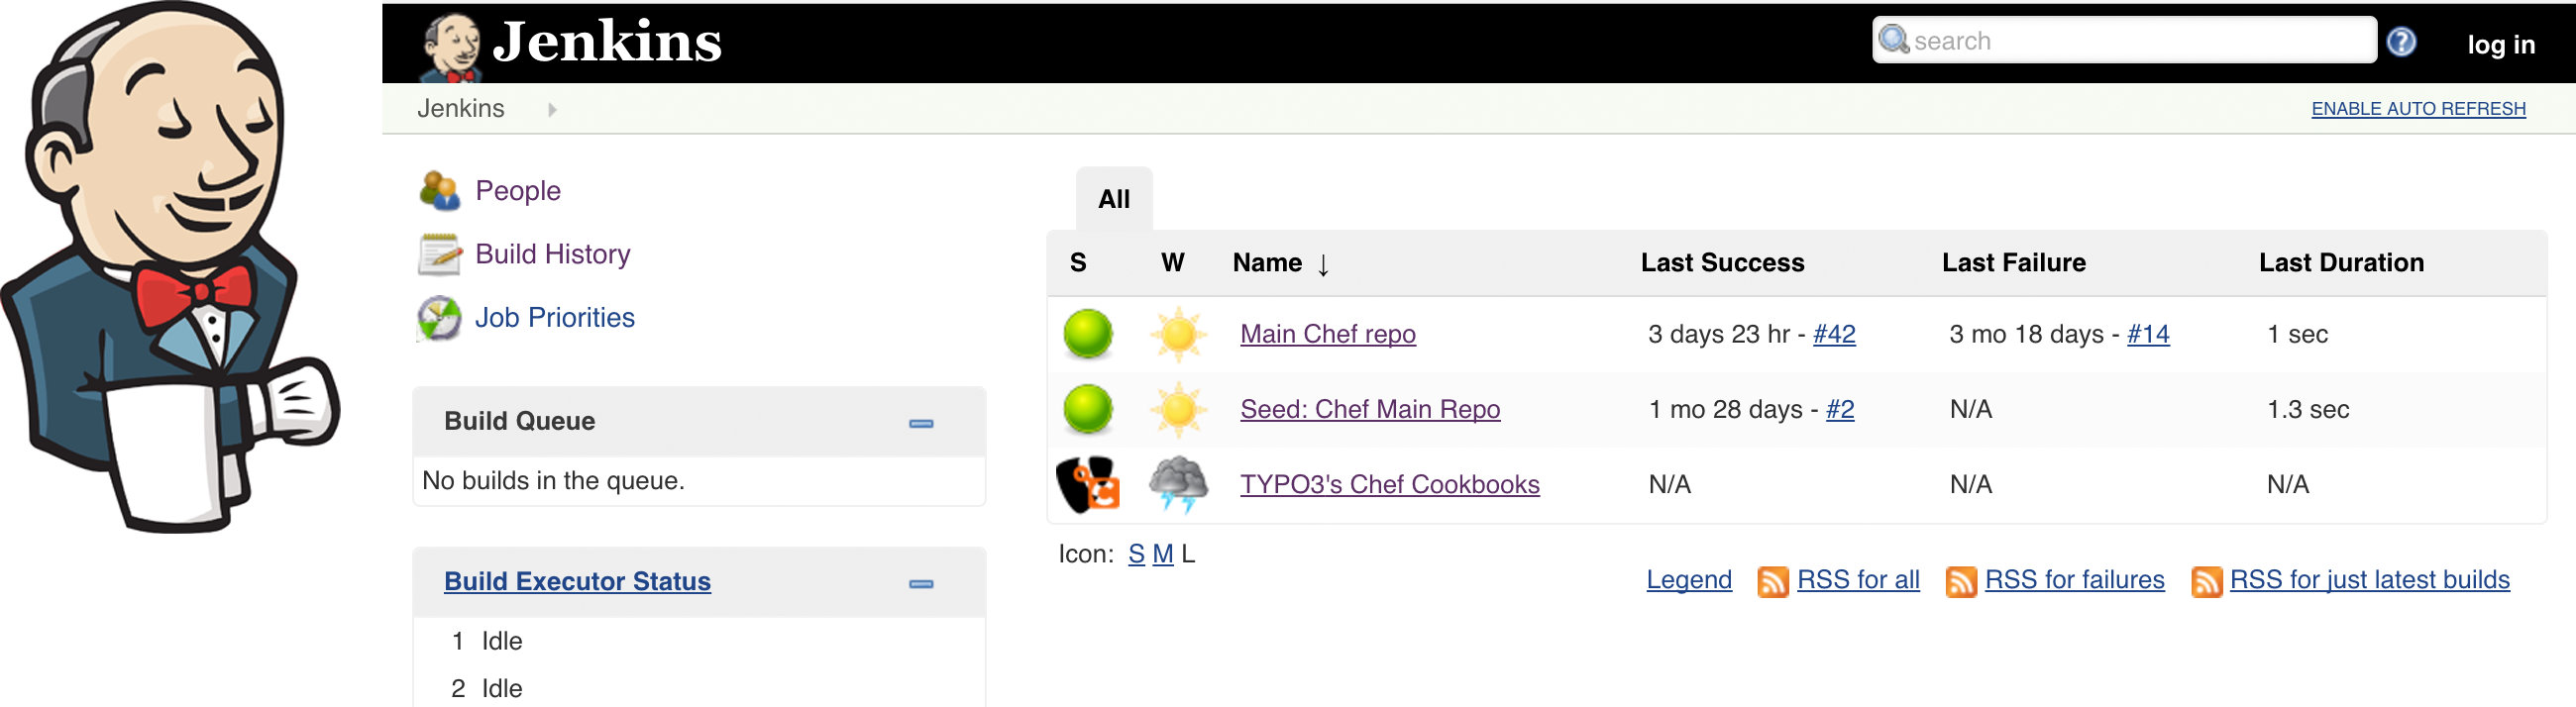 Jenkins
search
log in
Jenkins
ENABLE AUTO REFRESH
People
Build History
Job Priorities
Build Queue
No builds in the queue.
Build Executor Status
1 Idle
2 Idle
All
S W Name ↓ Last Success Last Failure Last Duration
Main Chef repo 3 days 23 hr - #42 3 mo 18 days - #14 1 sec
Seed: Chef Main Repo 1 mo 28 days - #2 N/A 1.3 sec
TYPO3's Chef Cookbooks N/A N/A N/A
Icon: S M L
Legend RSS for all RSS for failures RSS for just latest builds